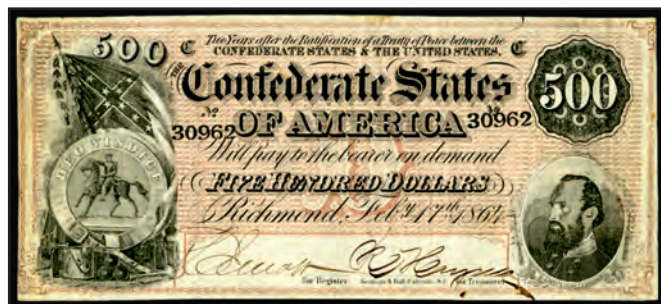 500 C Two Years after the Ratification of a Treaty of Peace between the C
CONFEDERATE STATES & THE UNITED STATES,
THE
Confederate States 500
No No
30962 OF AMERICA 30962
DEO VINDICE
Will pay to the bearer on demand
FIVE HUNDRED DOLLARS
Richmond, Feby. 17th 1864
For Register for Treasurer